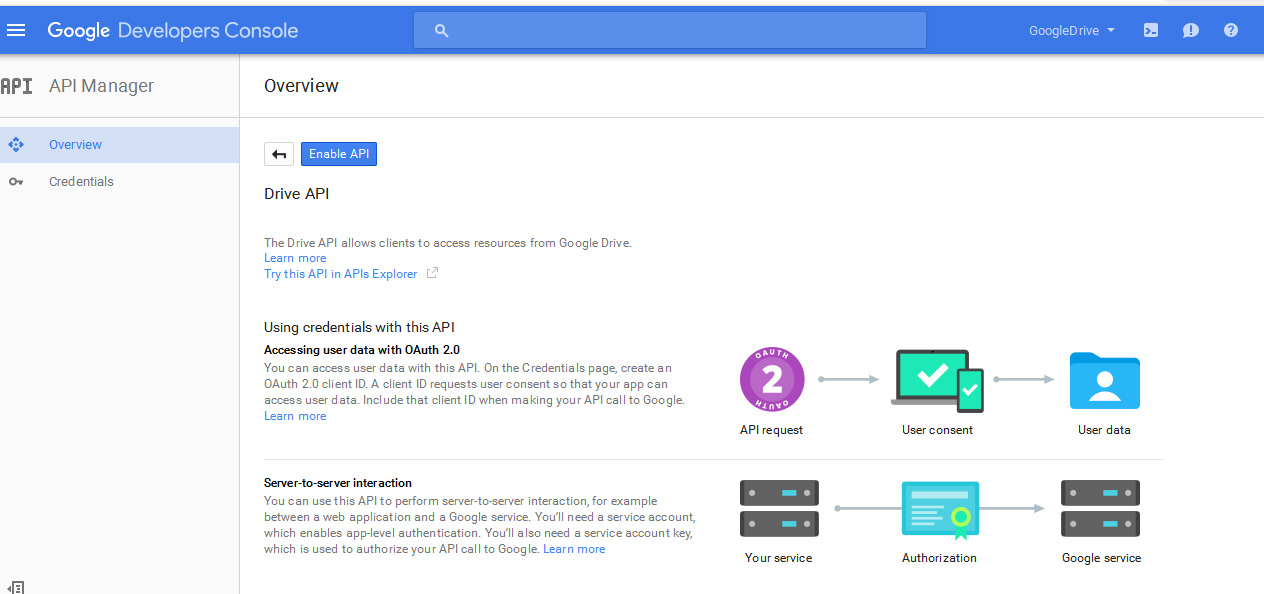 Google Developers Console
GoogleDrive
API
API Manager
Overview
Overview
Credentials
Enable API
Drive API
The Drive API allows clients to access resources from Google Drive.
Learn more
Try this API in APIs Explorer
Using credentials with this API
Accessing user data with OAuth 2.0
You can access user data with this API. On the Credentials page, create an
OAuth 2.0 client ID. A client ID requests user consent so that your app can
access user data. Include that client ID when making your API call to Google.
Learn more
OAUTH
2
OAUTH
API request
User consent
User data
Server-to-server interaction
You can use this API to perform server-to-server interaction, for example
between a web application and a Google service. You'll need a service account,
which enables app-level authentication. You'll also need a service account key,
which is used to authorize your API call to Google. Learn more
Your service
Authorization
Google service